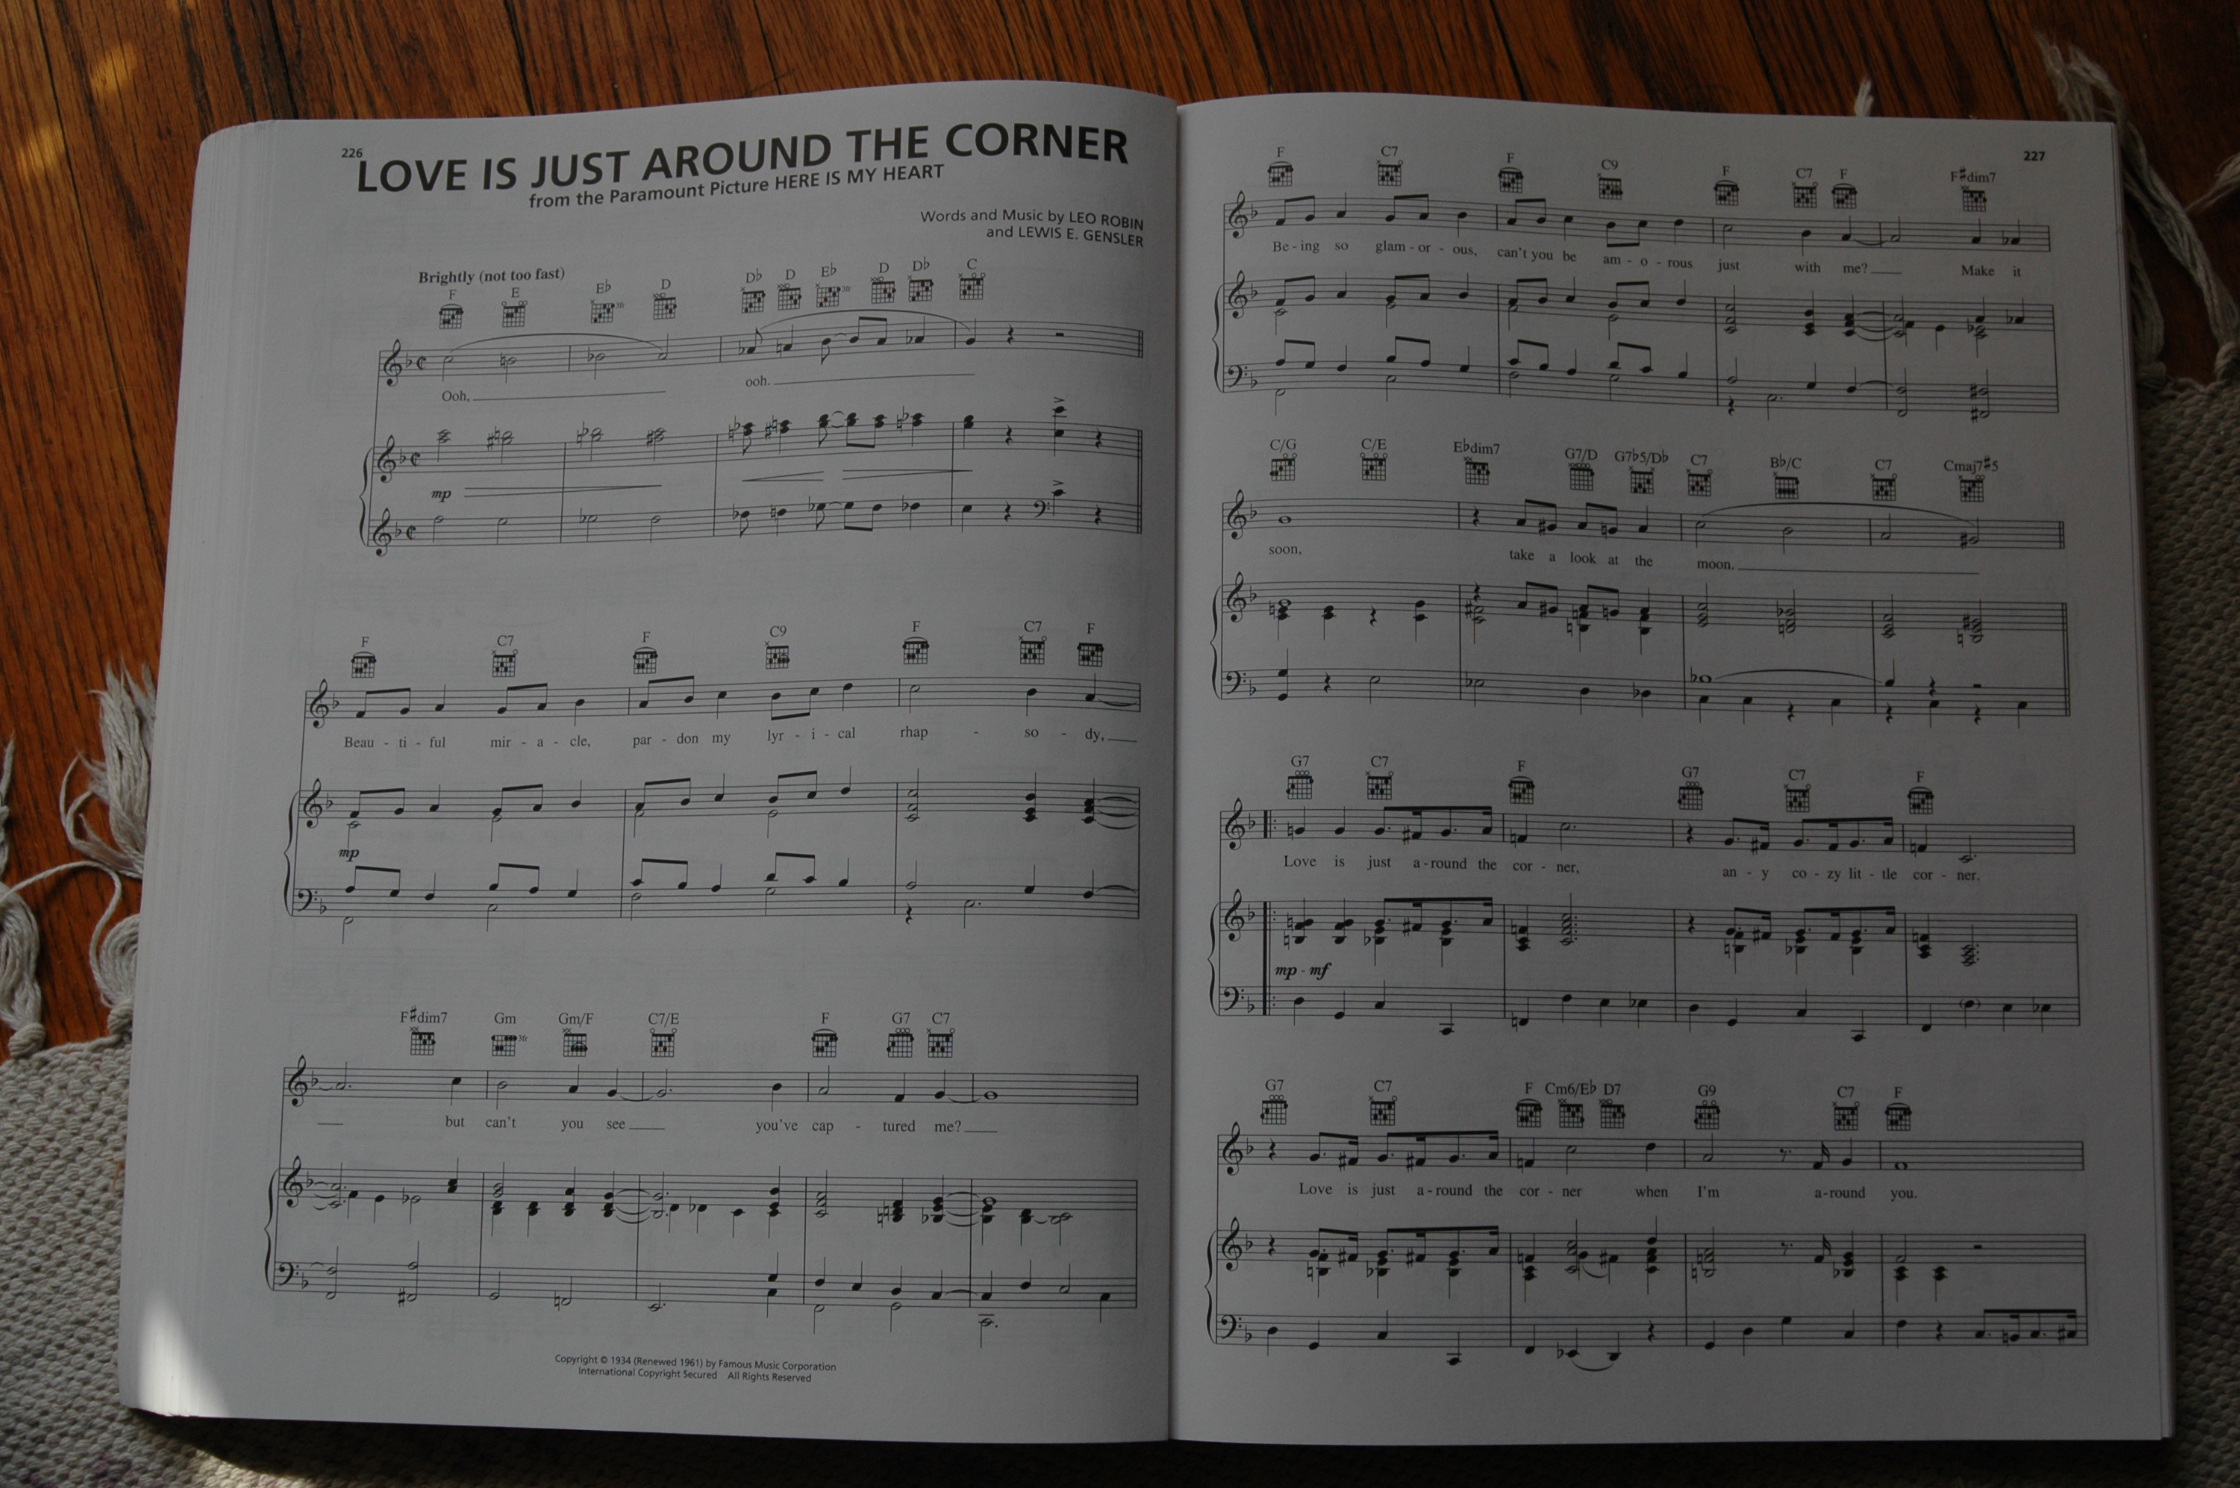 226
LOVE IS JUST AROUND THE CORNER
from the Paramount Picture HERE IS MY HEART
Words and Music by LEO ROBIN
and LEWIS E. GENSLER
Brightly (not too fast)
F E E♭ D D♭ D E♭ D D♭ C
3fr 3fr
Ooh, ooh.
mp
F C7 F C9 F C7 F
Beau - ti - ful mir - a - cle, par - don my lyr - i - cal rhap - so - dy,
mp
F♯dim7 Gm Gm/F C7/E F G7 C7
3fr
but can't you see you've cap - tured me?
Copyright © 1934 (Renewed 1961) by Famous Music Corporation
International Copyright Secured All Rights Reserved
227
F C7 F C9 F C7 F F♯dim7
Be - ing so glam - or - ous, can't you be am - o - rous just with me? Make it
C/G C/E E♭dim7 G7/D G7♭5/D♭ C7 B♭/C C7 Cmaj7♯5
soon, take a look at the moon.
G7 C7 F G7 C7 F
Love is just a - round the cor - ner, an - y co - zy lit - tle cor - ner.
mp - mf
G7 C7 F Cm6/E♭ D7 G9 C7 F
Love is just a - round the cor - ner when I'm a - round you.